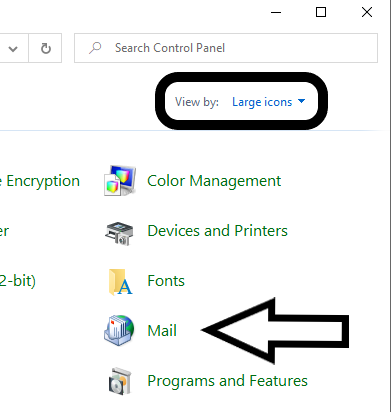 Search Control Panel
View by: Large icons
e Encryption
Color Management
er
Devices and Printers
2-bit)
Fonts
Mail
Programs and Features